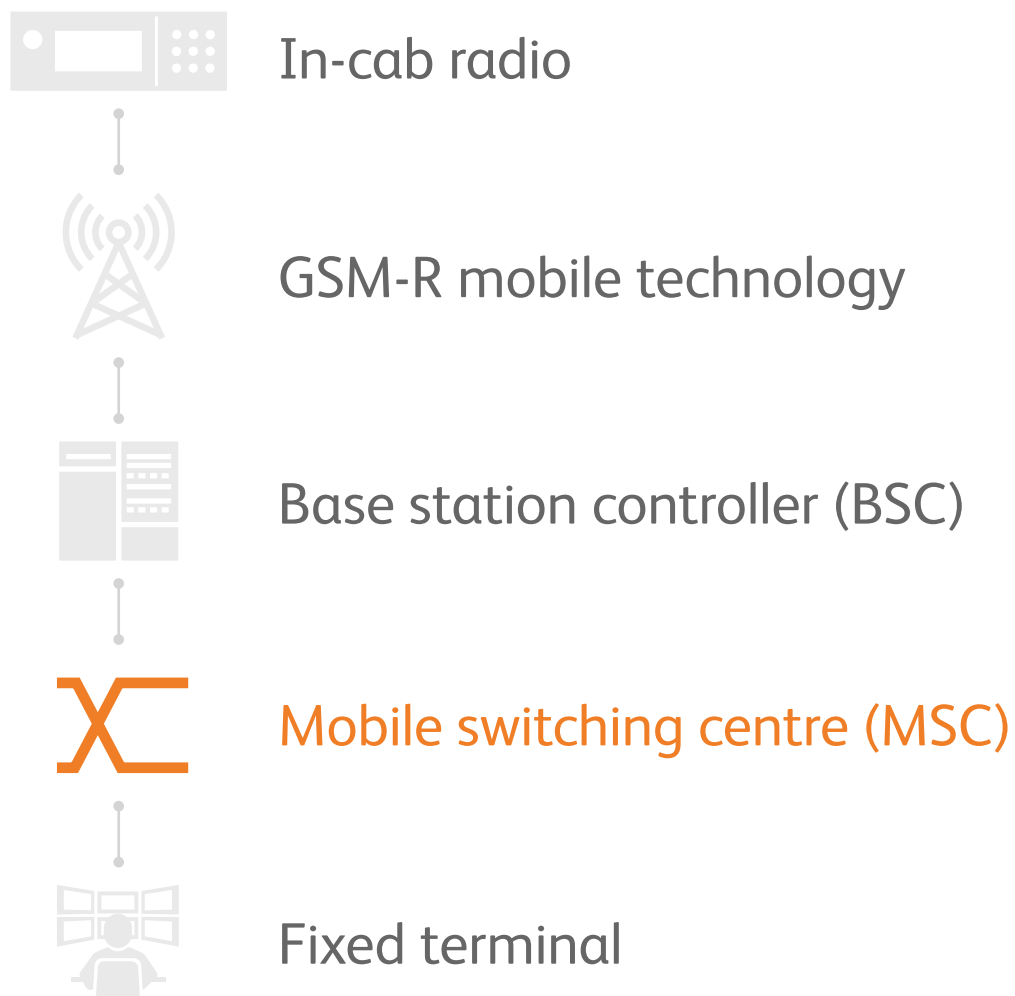 In-cab radio
GSM-R mobile technology
Base station controller (BSC)
Mobile switching centre (MSC)
Fixed terminal